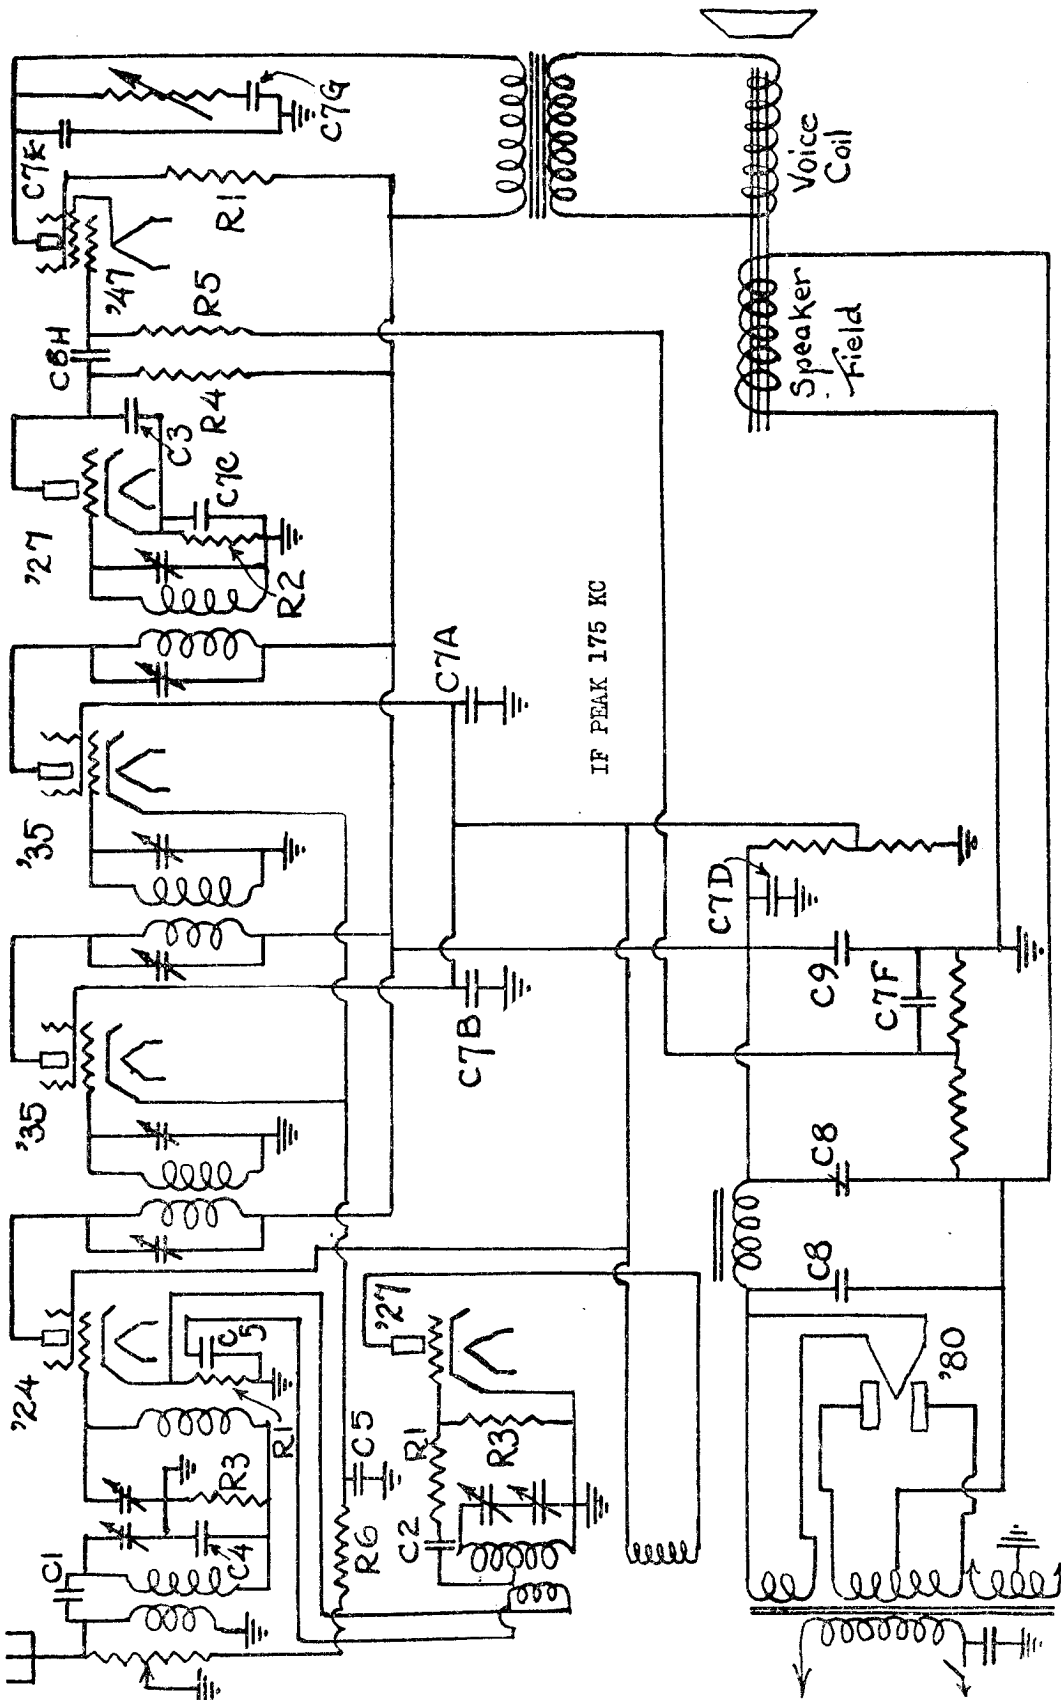 C1
C4
R3
'24
R1
C5
'35
'35
'27
R2
C7C
C3
R4
C8H
R5
'47
R1
C7K
C7G
R6
C5
C2
R1
R3
'27
C7B
C7A
IF PEAK 175 KC
Voice
Coil
Speaker
Field
'80
C8
C8
C9
C7F
C7D